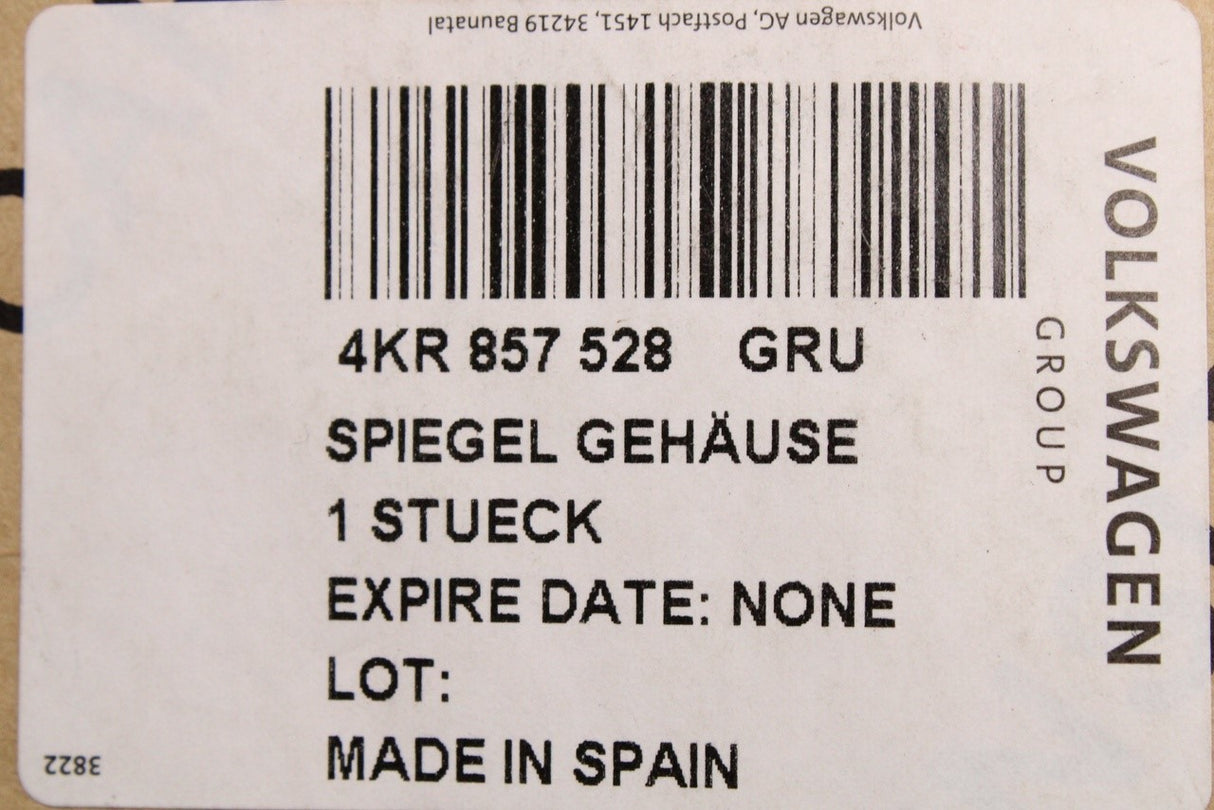 Volkswagen AG, Postfach 1451, 34219 Baunatal
4KR 857 528 GRU
SPIEGEL GEHÄUSE
1 STUECK
EXPIRE DATE: NONE
LOT:
MADE IN SPAIN
VOLKSWAGEN
GROUP
3822